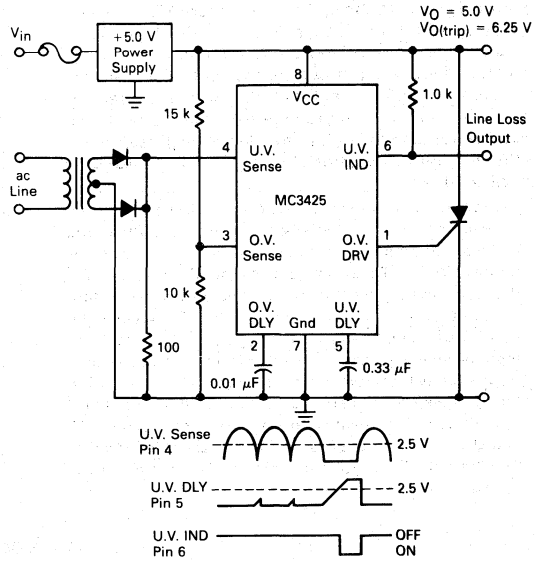 Vin
+5.0 V
Power
Supply
VO = 5.0 V
VO(trip) = 6.25 V
8
VCC
15 k
1.0 k
Line Loss
Output
4
U.V.
Sense
U.V.
IND
6
ac
Line
MC3425
3
O.V.
Sense
O.V.
DRV
1
10 k
O.V.
DLY
Gnd
U.V.
DLY
2
7
5
100
0.01 µF
0.33 µF
U.V. Sense
Pin 4
2.5 V
U.V. DLY
Pin 5
2.5 V
U.V. IND
Pin 6
OFF
ON